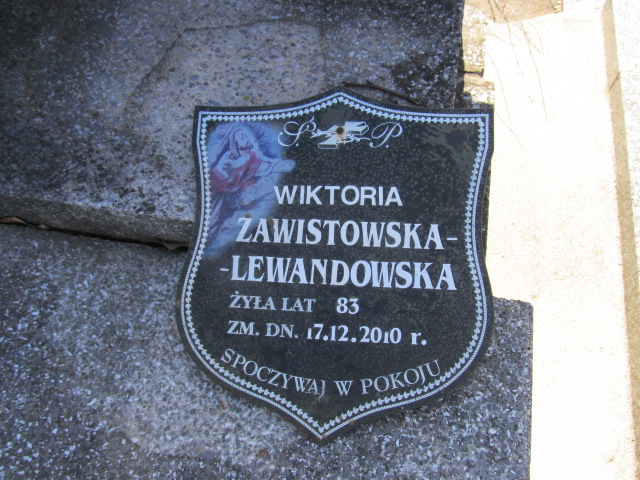 Ś P
WIKTORIA
ZAWISTOWSKA-
-LEWANDOWSKA
ŻYŁA LAT 83
ZM. DN. 17.12.2010 r.
SPOCZYWAJ W POKOJU